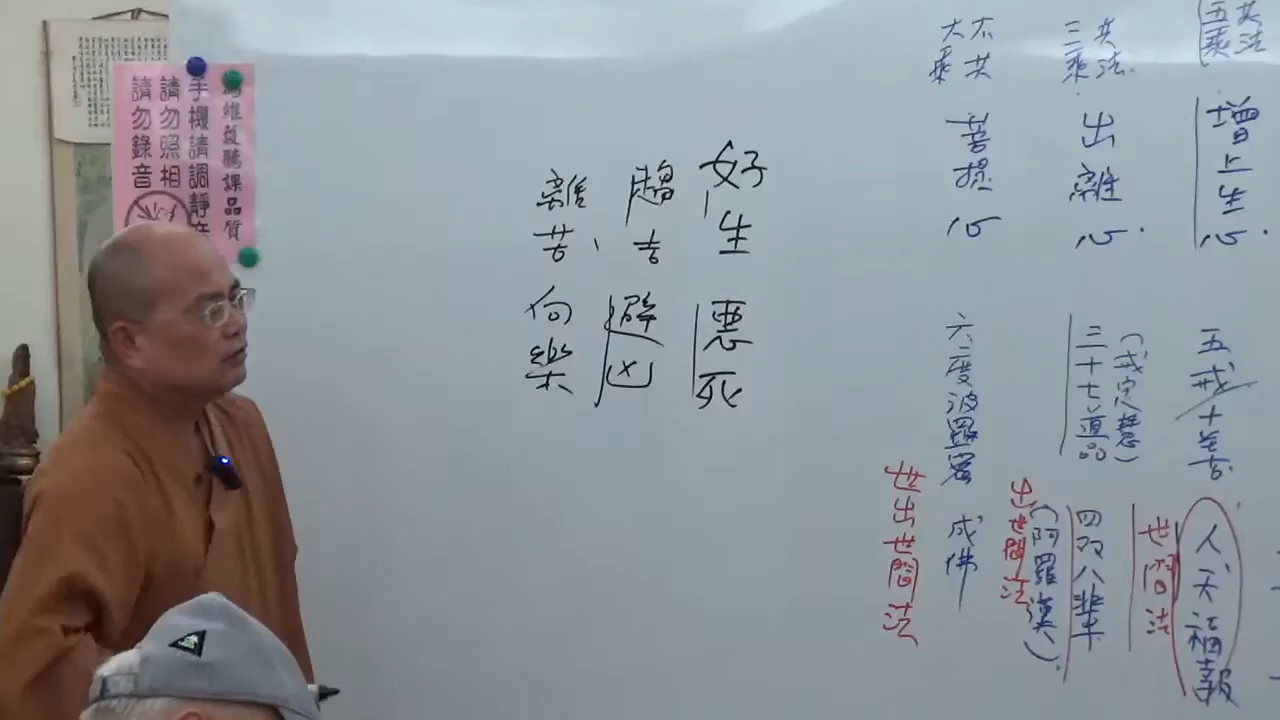 五乘 共法
增上生心
五戒 十善
人天福報
世間法
三乘 共法
出離心
(戒定慧)
三十七道品
四双八輩
(阿羅漢)
出世間法
大乘 不共
菩提心
六度波羅蜜 成佛
世出世間法
好生 惡死
趨吉 避凶
離苦、向樂
聽課品質
手機請調靜音
請勿照相
請勿錄音